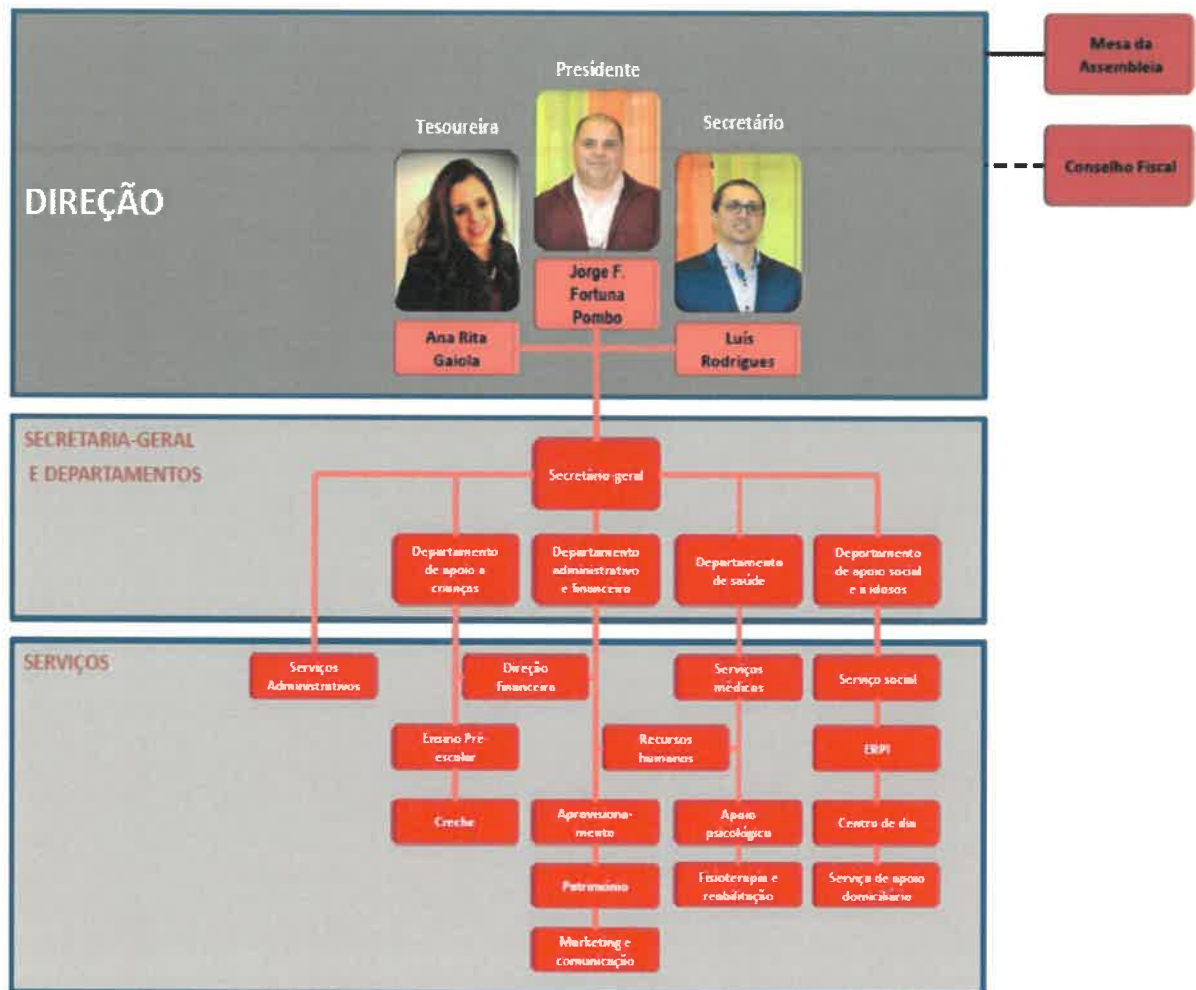 Mesa da
Assembleia
Conselho Fiscal
DIREÇÃO
Presidente
Tesoureira
Secretário
Jorge F.
Fortuna
Pombo
Ana Rita
Gaiola
Luís
Rodrigues
SECRETARIA-GERAL
E DEPARTAMENTOS
Secretário-geral
Departamento
de apoio a
crianças
Departamento
administrativo
e financeiro
Departamento
de saúde
Departamento
de apoio social
e a idosos
SERVIÇOS
Serviços
Administrativos
Direção
financeira
Serviços
médicos
Serviço social
Ensino Pré-
escolar
Recursos
humanos
ERPI
Creche
Aprovisiona-
mento
Apoio
psicológico
Centro de dia
Património
Fisioterapia e
reabilitação
Serviço de apoio
domiciliário
Marketing e
comunicação